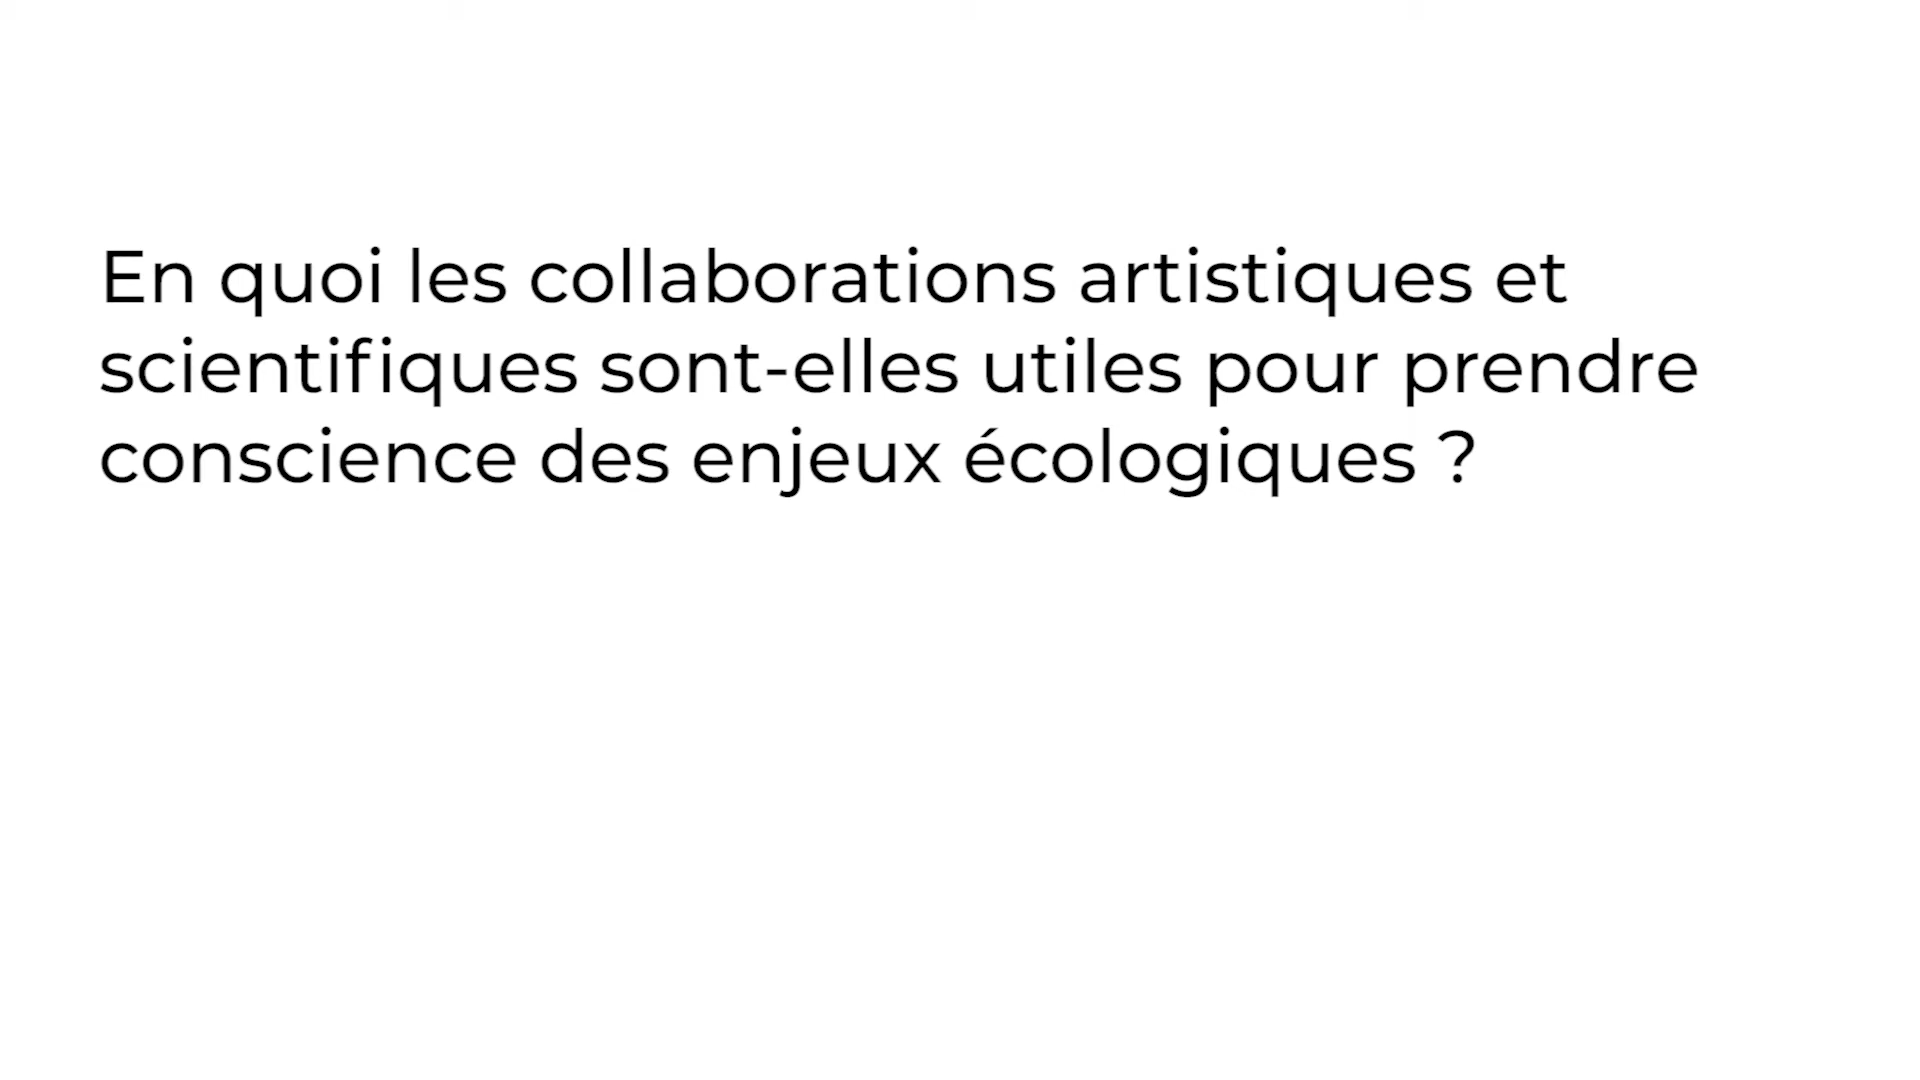 En quoi les collaborations artistiques et
scientifiques sont-elles utiles pour prendre
conscience des enjeux écologiques ?